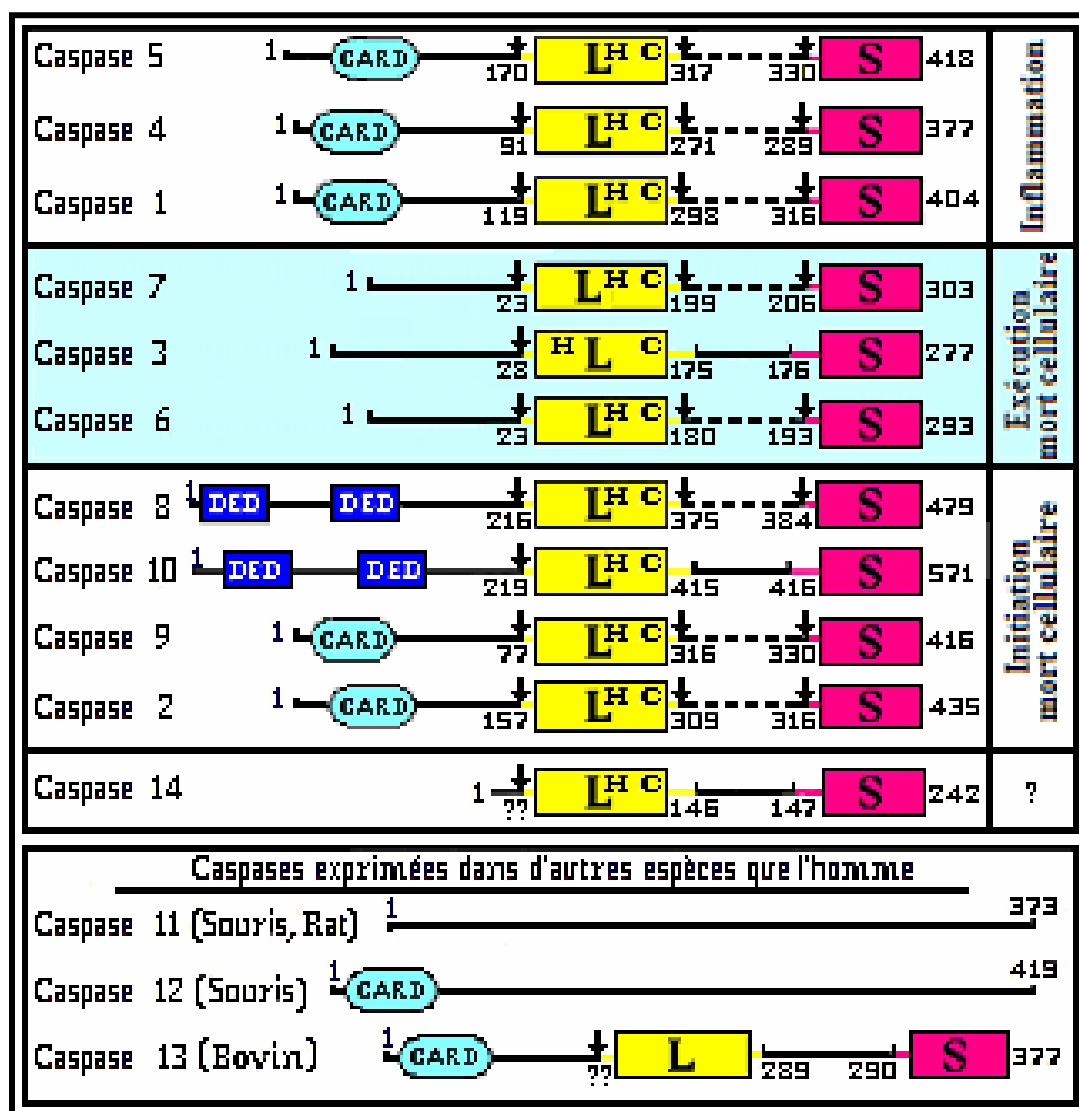 Caspase 5 1 CARD 170 L H C 317 330 S 418
Caspase 4 1 CARD 91 L H C 271 289 S 377
Caspase 1 1 CARD 119 L H C 298 316 S 404
Inflammation
Caspase 7 1 23 L H C 199 206 S 303
Caspase 3 1 28 H L C 175 176 S 277
Caspase 6 1 23 L H C 180 193 S 293
Exécution
mort cellulaire
Caspase 8 1 DED DED 216 L H C 375 384 S 479
Caspase 10 1 DED DED 219 L H C 415 416 S 571
Caspase 9 1 CARD 77 L H C 316 330 S 416
Caspase 2 1 CARD 157 L H C 309 316 S 435
Initiation
mort cellulaire
Caspase 14 1 ?? L H C 146 147 S 242 ?
Caspases exprimées dans d'autres espèces que l'homme
Caspase 11 (Souris, Rat) 1 373
Caspase 12 (Souris) 1 CARD 419
Caspase 13 (Bovin) 1 CARD ?? L 289 290 S 377